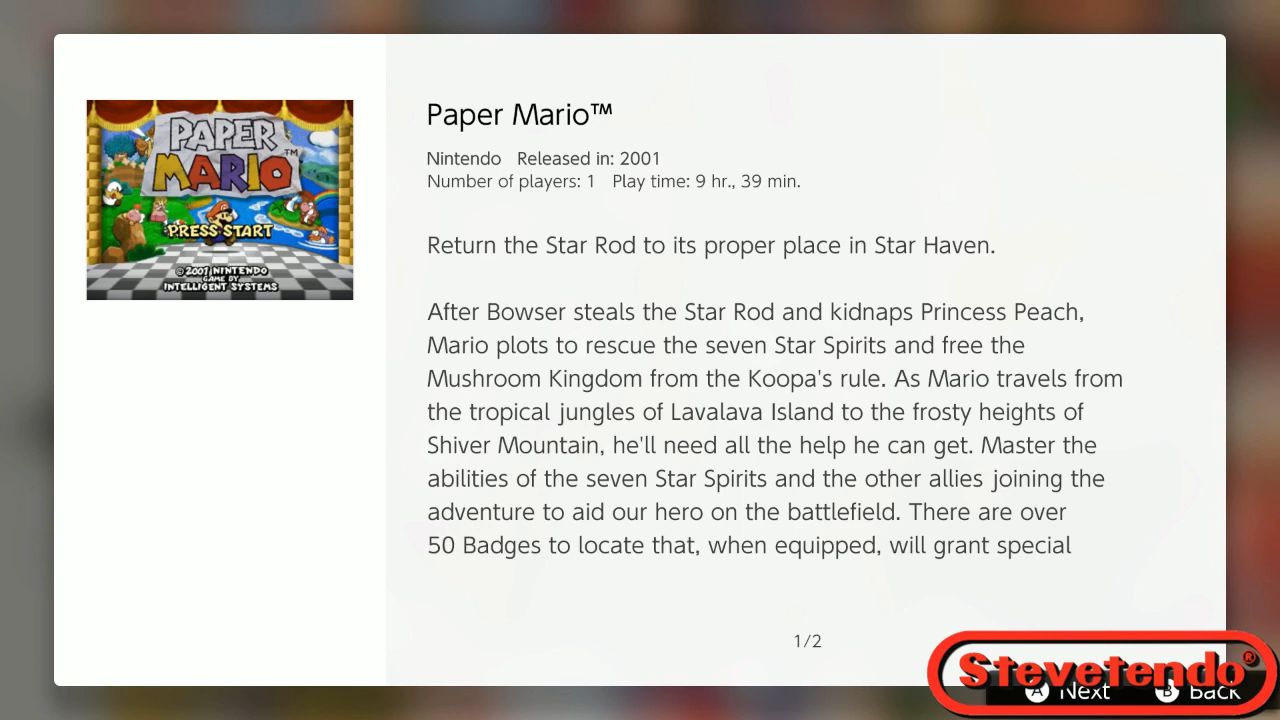 PAPER
MARIO™
PRESS START
© 2001 NINTENDO
GAME BY
INTELLIGENT SYSTEMS
Paper Mario™
Nintendo Released in: 2001
Number of players: 1 Play time: 9 hr., 39 min.
Return the Star Rod to its proper place in Star Haven.
After Bowser steals the Star Rod and kidnaps Princess Peach,
Mario plots to rescue the seven Star Spirits and free the
Mushroom Kingdom from the Koopa's rule. As Mario travels from
the tropical jungles of Lavalava Island to the frosty heights of
Shiver Mountain, he'll need all the help he can get. Master the
abilities of the seven Star Spirits and the other allies joining the
adventure to aid our hero on the battlefield. There are over
50 Badges to locate that, when equipped, will grant special
1/2
Stevetendo®
A Next B Back